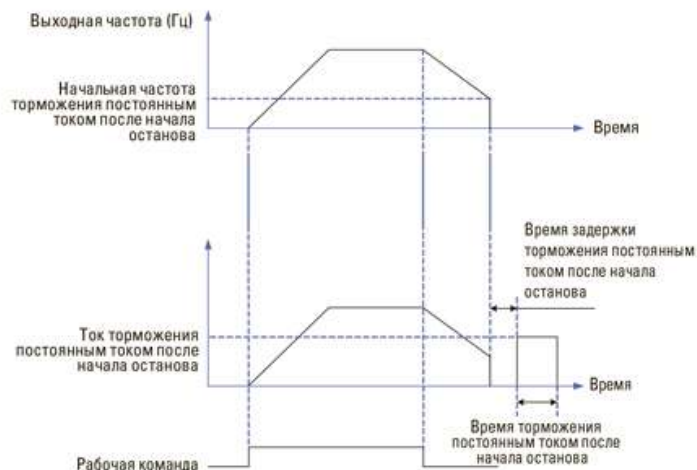 Выходная частота (Гц)
Начальная частота
торможения постоянным
током после начала
останова
Время
Время задержки
торможения постоянным
током после начала
останова
Ток торможения
постоянным током после
начала останова
Время
Время торможения
постоянным током после
начала останова
Рабочая команда